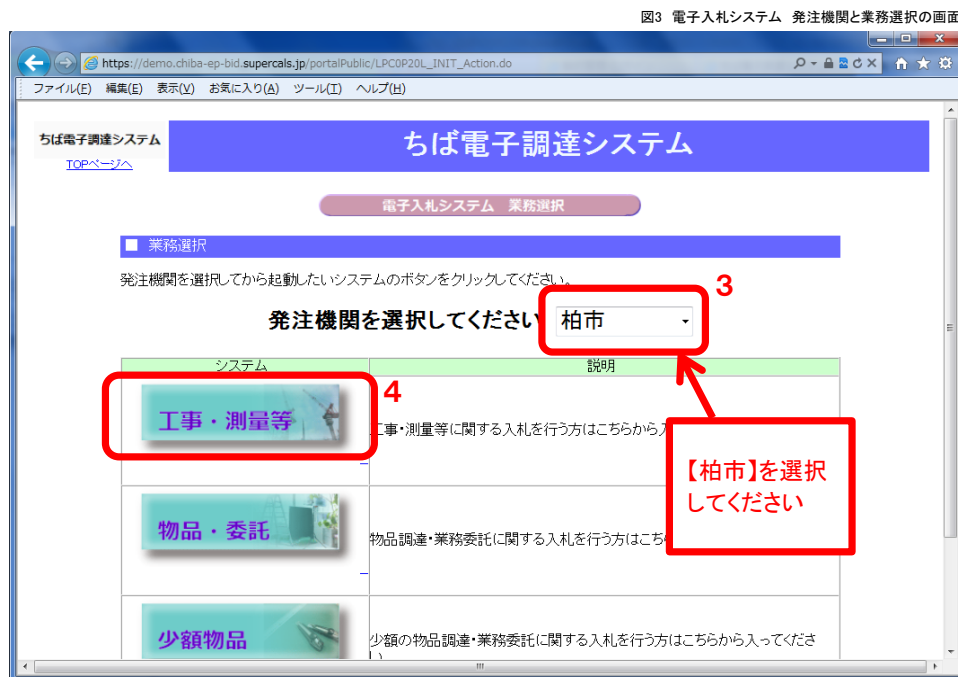 図3 電子入札システム 発注機関と業務選択の画面
https://demo.chiba-ep-bid.supercals.jp/portalPublic/LPC0P20L_INIT_Action.do
ファイル(F) 編集(E) 表示(V) お気に入り(A) ツール(T) ヘルプ(H)
ちば電子調達システム
TOPページへ
ちば電子調達システム
電子入札システム 業務選択
■ 業務選択
発注機関を選択してから起動したいシステムのボタンをクリックしてください。
3
発注機関を選択してください 柏市
システム 説明
4
工事・測量等
工事・測量等に関する入札を行う方はこちらから入
【柏市】を選択
してください
物品・委託
物品調達・業務委託に関する入札を行う方はこち
少額物品
少額の物品調達・業務委託に関する入札を行う方はこちらから入ってくださ